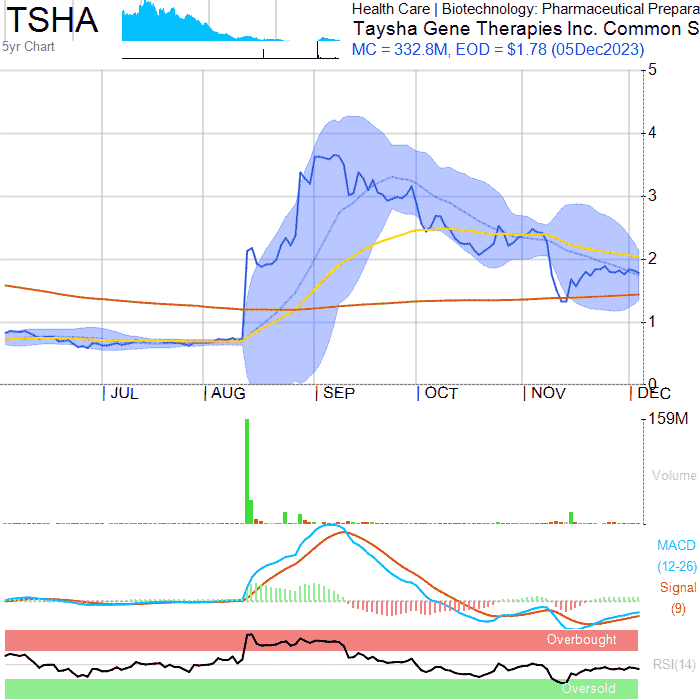 TSHA
5yr Chart
Health Care | Biotechnology: Pharmaceutical Prepara
Taysha Gene Therapies Inc. Common S
MC = 332.8M, EOD = $1.78 (05Dec2023)
5
4
3
2
1
0
JUL
AUG
SEP
OCT
NOV
DEC
159M
Volume
MACD
(12-26)
Signal
(9)
Overbought
RSI(14)
Oversold